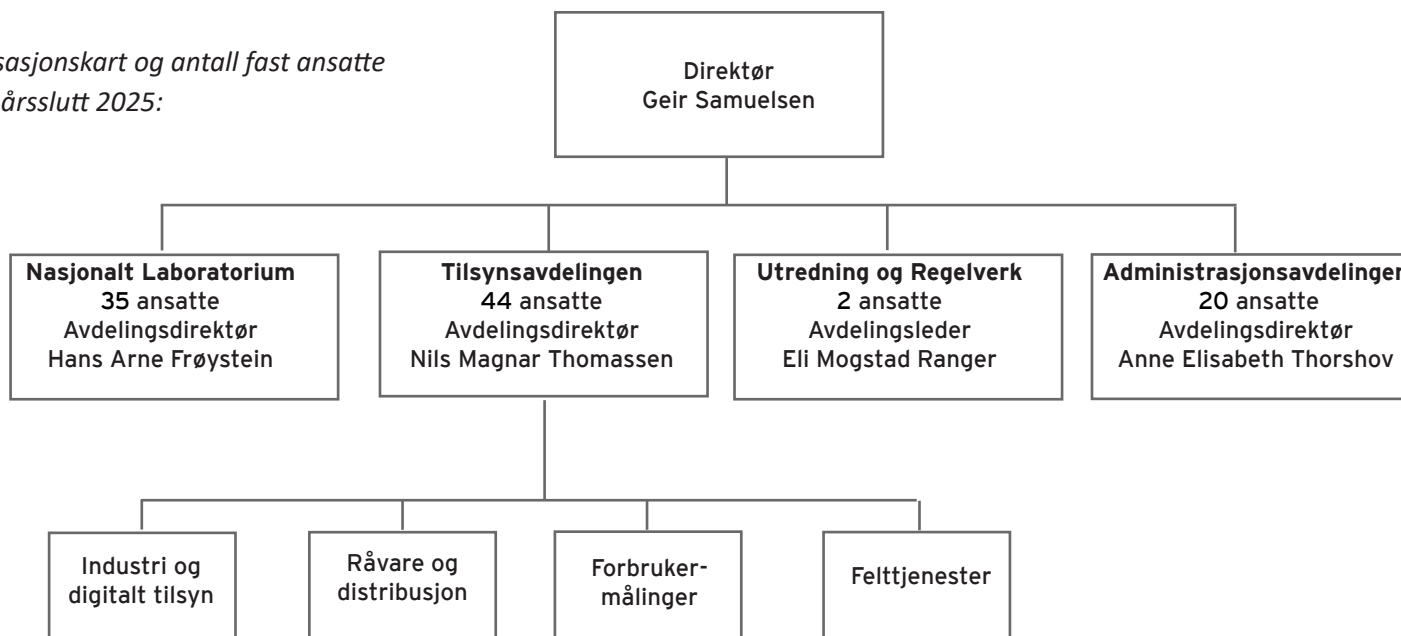 sasjonskart og antall fast ansatte
årsslutt 2025:
Direktør
Geir Samuelsen
Nasjonalt Laboratorium
35 ansatte
Avdelingsdirektør
Hans Arne Frøystein
Tilsynsavdelingen
44 ansatte
Avdelingsdirektør
Nils Magnar Thomassen
Utredning og Regelverk
2 ansatte
Avdelingsleder
Eli Mogstad Ranger
Administrasjonsavdelingen
20 ansatte
Avdelingsdirektør
Anne Elisabeth Thorshov
Industri og
digitalt tilsyn
Råvare og
distribusjon
Forbruker-
målinger
Felttjenester